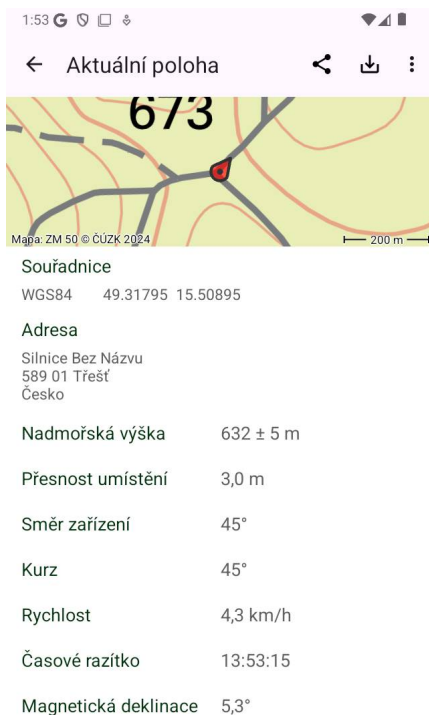 1:53
Aktuální poloha
673
Mapa: ZM 50 © ČÚZK 2024
200 m
Souřadnice
WGS84 49.31795 15.50895
Adresa
Silnice Bez Názvu
589 01 Třešť
Česko
Nadmořská výška 632 ± 5 m
Přesnost umístění 3,0 m
Směr zařízení 45°
Kurz 45°
Rychlost 4,3 km/h
Časové razítko 13:53:15
Magnetická deklinace 5,3°